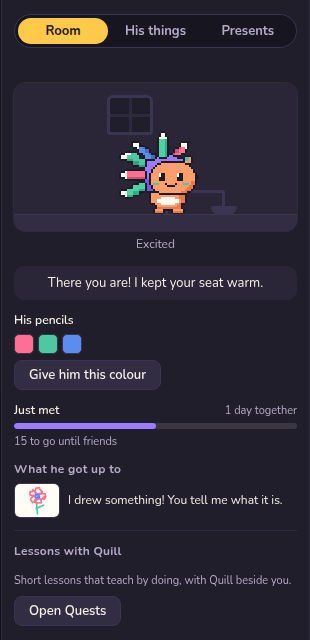 Room
His things
Presents
Excited
There you are! I kept your seat warm.
His pencils
Give him this colour
Just met
1 day together
15 to go until friends
What he got up to
I drew something! You tell me what it is.
Lessons with Quill
Short lessons that teach by doing, with Quill beside you.
Open Quests